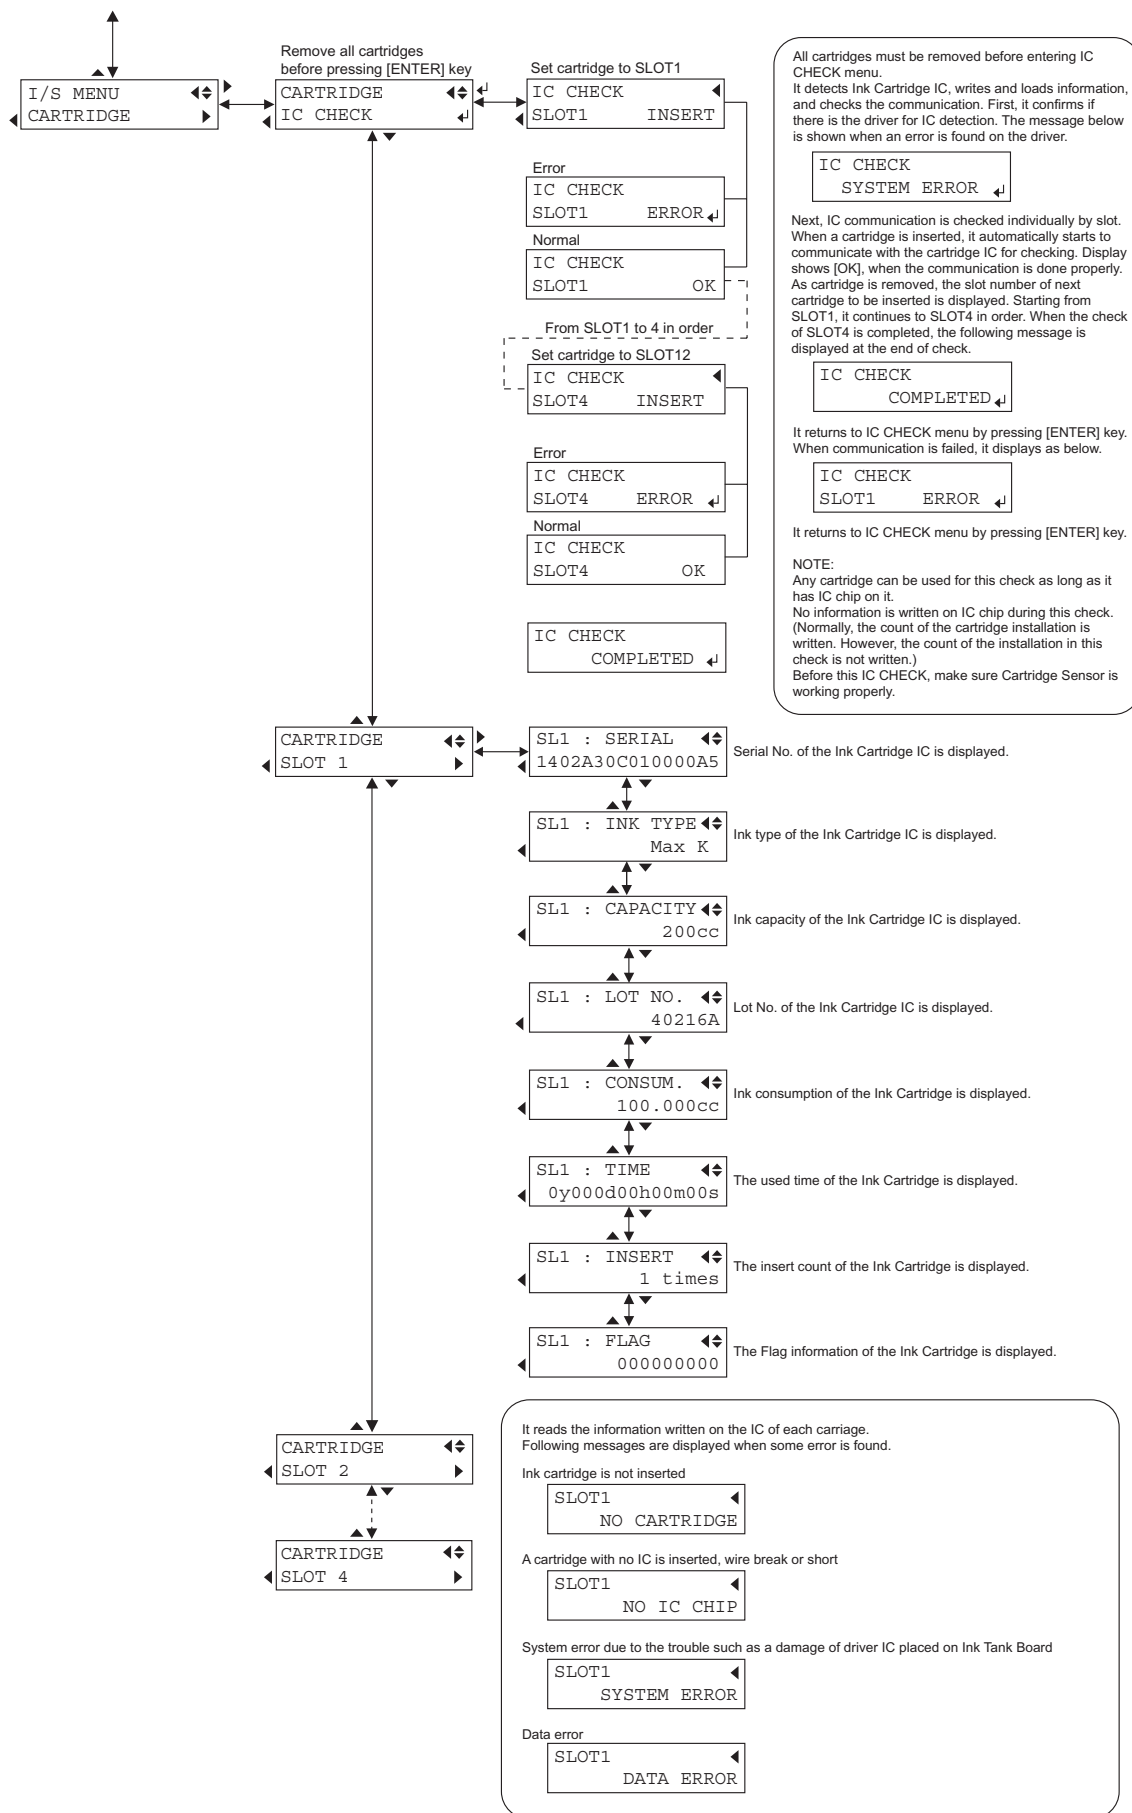 I/S MENU
CARTRIDGE
Remove all cartridges
before pressing [ENTER] key
CARTRIDGE
IC CHECK
Set cartridge to SLOT1
IC CHECK
SLOT1 INSERT
Error
IC CHECK
SLOT1 ERROR
Normal
IC CHECK
SLOT1 OK
From SLOT1 to 4 in order
Set cartridge to SLOT12
IC CHECK
SLOT4 INSERT
Error
IC CHECK
SLOT4 ERROR
Normal
IC CHECK
SLOT4 OK
IC CHECK
COMPLETED
All cartridges must be removed before entering IC
CHECK menu.
It detects Ink Cartridge IC, writes and loads information,
and checks the communication. First, it confirms if
there is the driver for IC detection. The message below
is shown when an error is found on the driver.
IC CHECK
SYSTEM ERROR
Next, IC communication is checked individually by slot.
When a cartridge is inserted, it automatically starts to
communicate with the cartridge IC for checking. Display
shows [OK], when the communication is done properly.
As cartridge is removed, the slot number of next
cartridge to be inserted is displayed. Starting from
SLOT1, it continues to SLOT4 in order. When the check
of SLOT4 is completed, the following message is
displayed at the end of check.
IC CHECK
COMPLETED
It returns to IC CHECK menu by pressing [ENTER] key.
When communication is failed, it displays as below.
IC CHECK
SLOT1 ERROR
It returns to IC CHECK menu by pressing [ENTER] key.
NOTE:
Any cartridge can be used for this check as long as it
has IC chip on it.
No information is written on IC chip during this check.
(Normally, the count of the cartridge installation is
written. However, the count of the installation in this
check is not written.)
Before this IC CHECK, make sure Cartridge Sensor is
working properly.
CARTRIDGE
SLOT 1
SL1 : SERIAL
1402A30C010000A5
Serial No. of the Ink Cartridge IC is displayed.
SL1 : INK TYPE
Max K
Ink type of the Ink Cartridge IC is displayed.
SL1 : CAPACITY
200cc
Ink capacity of the Ink Cartridge IC is displayed.
SL1 : LOT NO.
40216A
Lot No. of the Ink Cartridge IC is displayed.
SL1 : CONSUM.
100.000cc
Ink consumption of the Ink Cartridge is displayed.
SL1 : TIME
0y000d00h00m00s
The used time of the Ink Cartridge is displayed.
SL1 : INSERT
1 times
The insert count of the Ink Cartridge is displayed.
SL1 : FLAG
000000000
The Flag information of the Ink Cartridge is displayed.
CARTRIDGE
SLOT 2
CARTRIDGE
SLOT 4
It reads the information written on the IC of each carriage.
Following messages are displayed when some error is found.
Ink cartridge is not inserted
SLOT1
NO CARTRIDGE
A cartridge with no IC is inserted, wire break or short
SLOT1
NO IC CHIP
System error due to the trouble such as a damage of driver IC placed on Ink Tank Board
SLOT1
SYSTEM ERROR
Data error
SLOT1
DATA ERROR